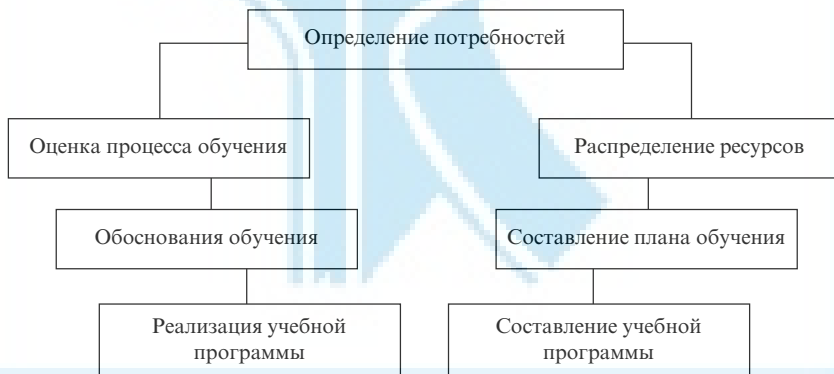 Определение потребностей
Оценка процесса обучения
Распределение ресурсов
Обоснования обучения
Составление плана обучения
Реализация учебной
программы
Составление учебной
программы